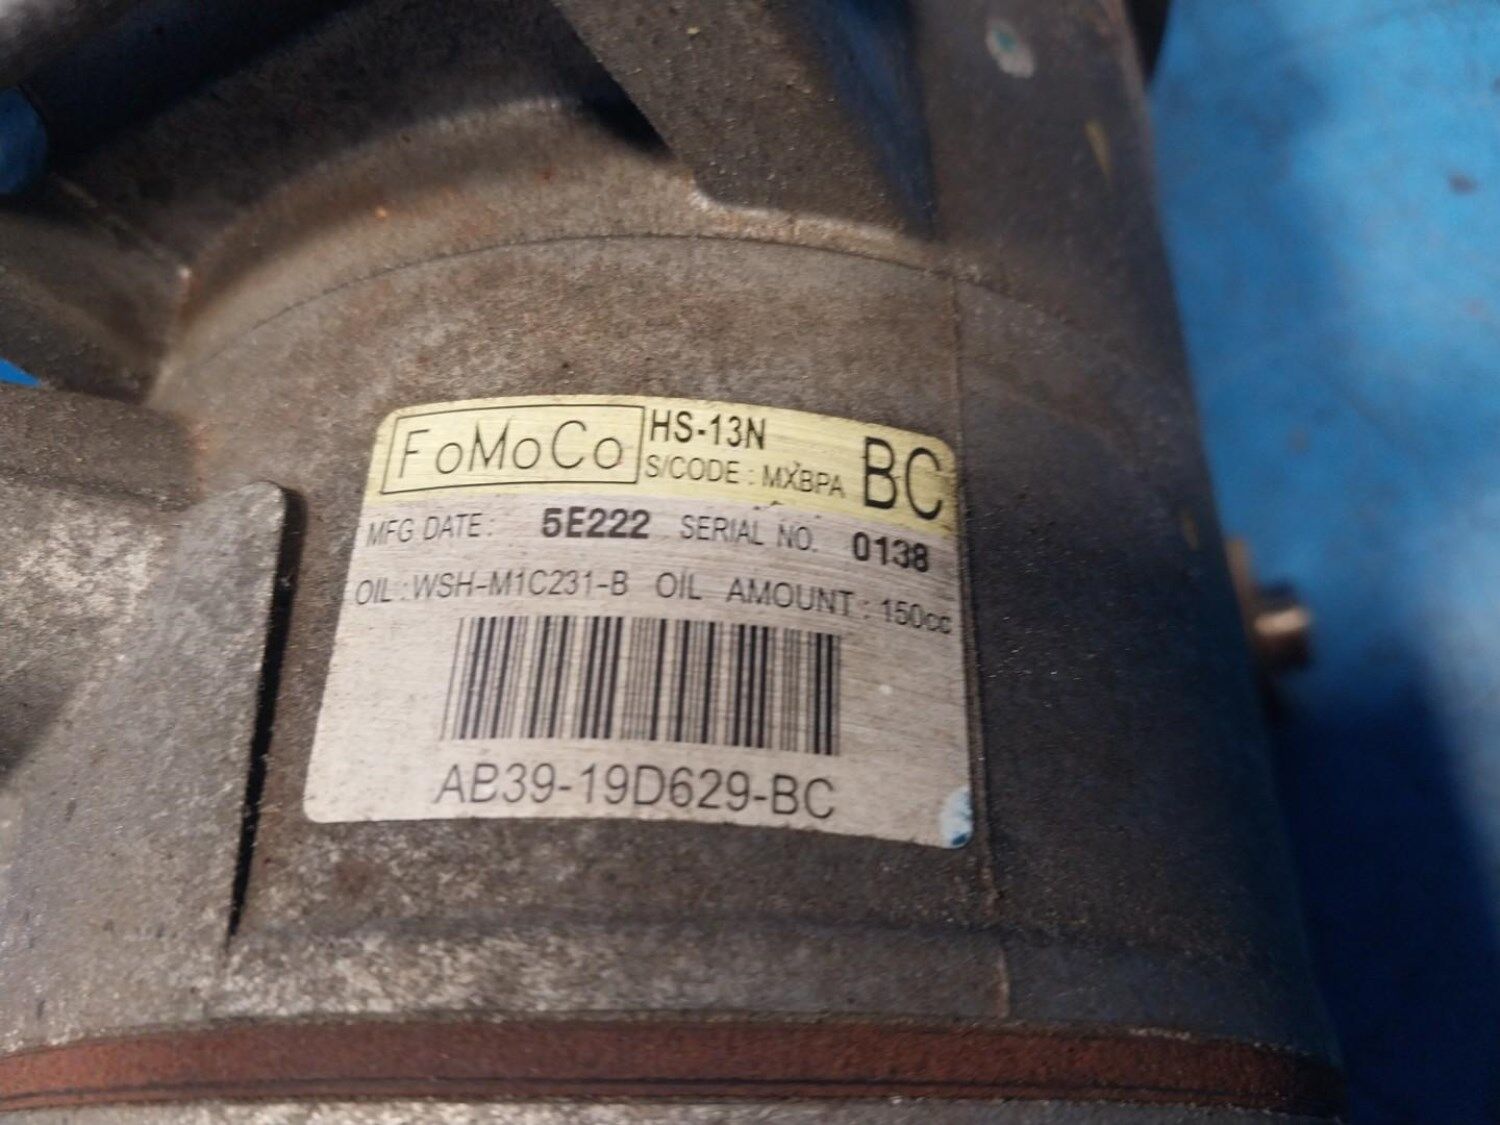 FoMoCo HS-13N BC
S/CODE : MXBPA
MFG DATE : 5E222 SERIAL NO. 0138
OIL : WSH-M1C231-B OIL AMOUNT : 150cc
AB39-19D629-BC